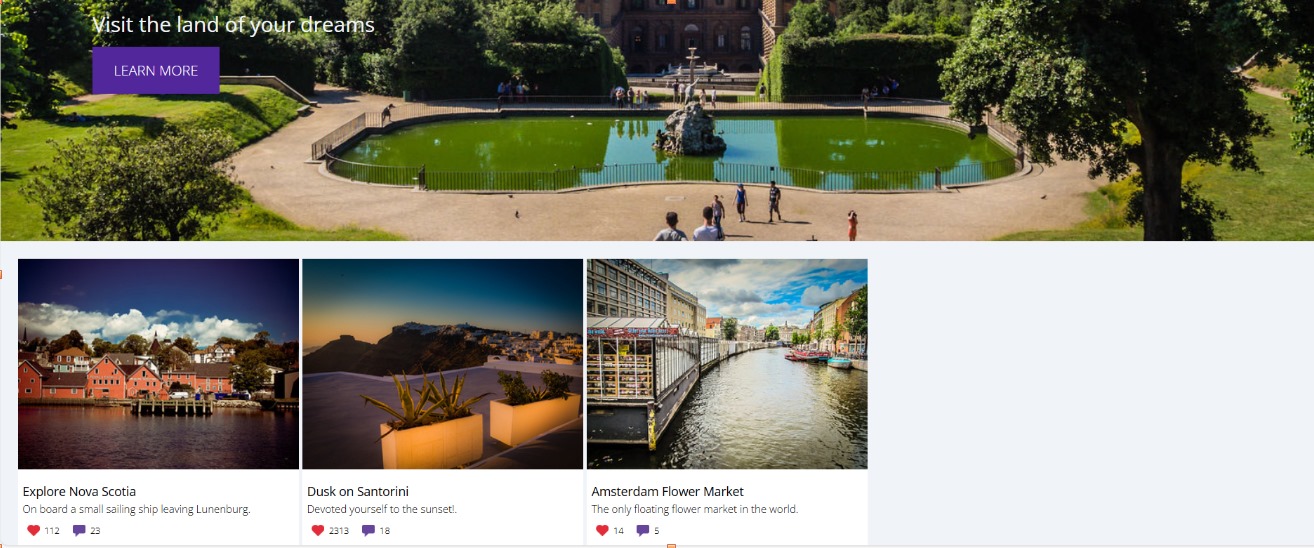 Visit the land of your dreams
LEARN MORE
Explore Nova Scotia
On board a small sailing ship leaving Lunenburg.
112 23
Dusk on Santorini
Devoted yourself to the sunset!.
2313 18
Amsterdam Flower Market
The only floating flower market in the world.
14 5